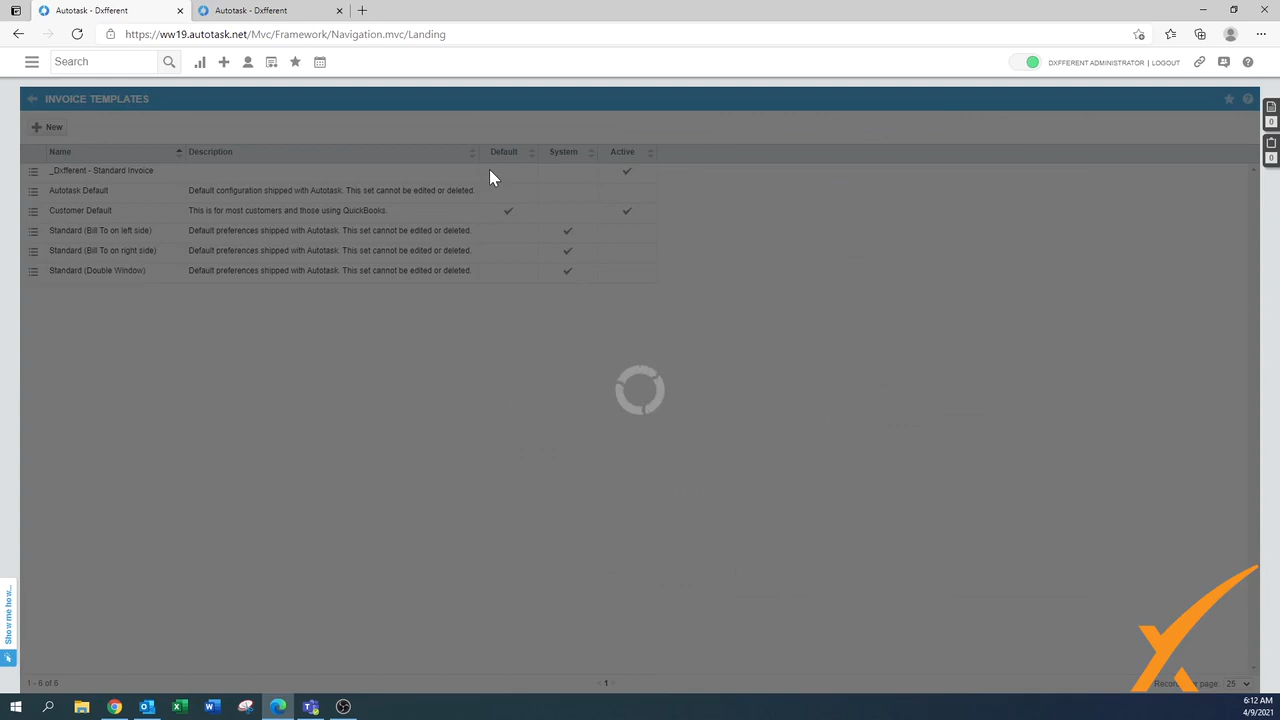 Autotask - Dxfferent
Autotask - Dxfferent
https://ww19.autotask.net/Mvc/Framework/Navigation.mvc/Landing
Search
DXFFERENT ADMINISTRATOR | LOGOUT
INVOICE TEMPLATES
New
Name Description Default System Active
_Dxfferent - Standard Invoice
Autotask Default Default configuration shipped with Autotask. This set cannot be edited or deleted.
Customer Default This is for most customers and those using QuickBooks.
Standard (Bill To on left side) Default preferences shipped with Autotask. This set cannot be edited or deleted.
Standard (Bill To on right side) Default preferences shipped with Autotask. This set cannot be edited or deleted.
Standard (Double Window) Default preferences shipped with Autotask. This set cannot be edited or deleted.
0
0
Show me how...
1 - 6 of 6
< 1 >
page: 25
6:12 AM
4/9/2021